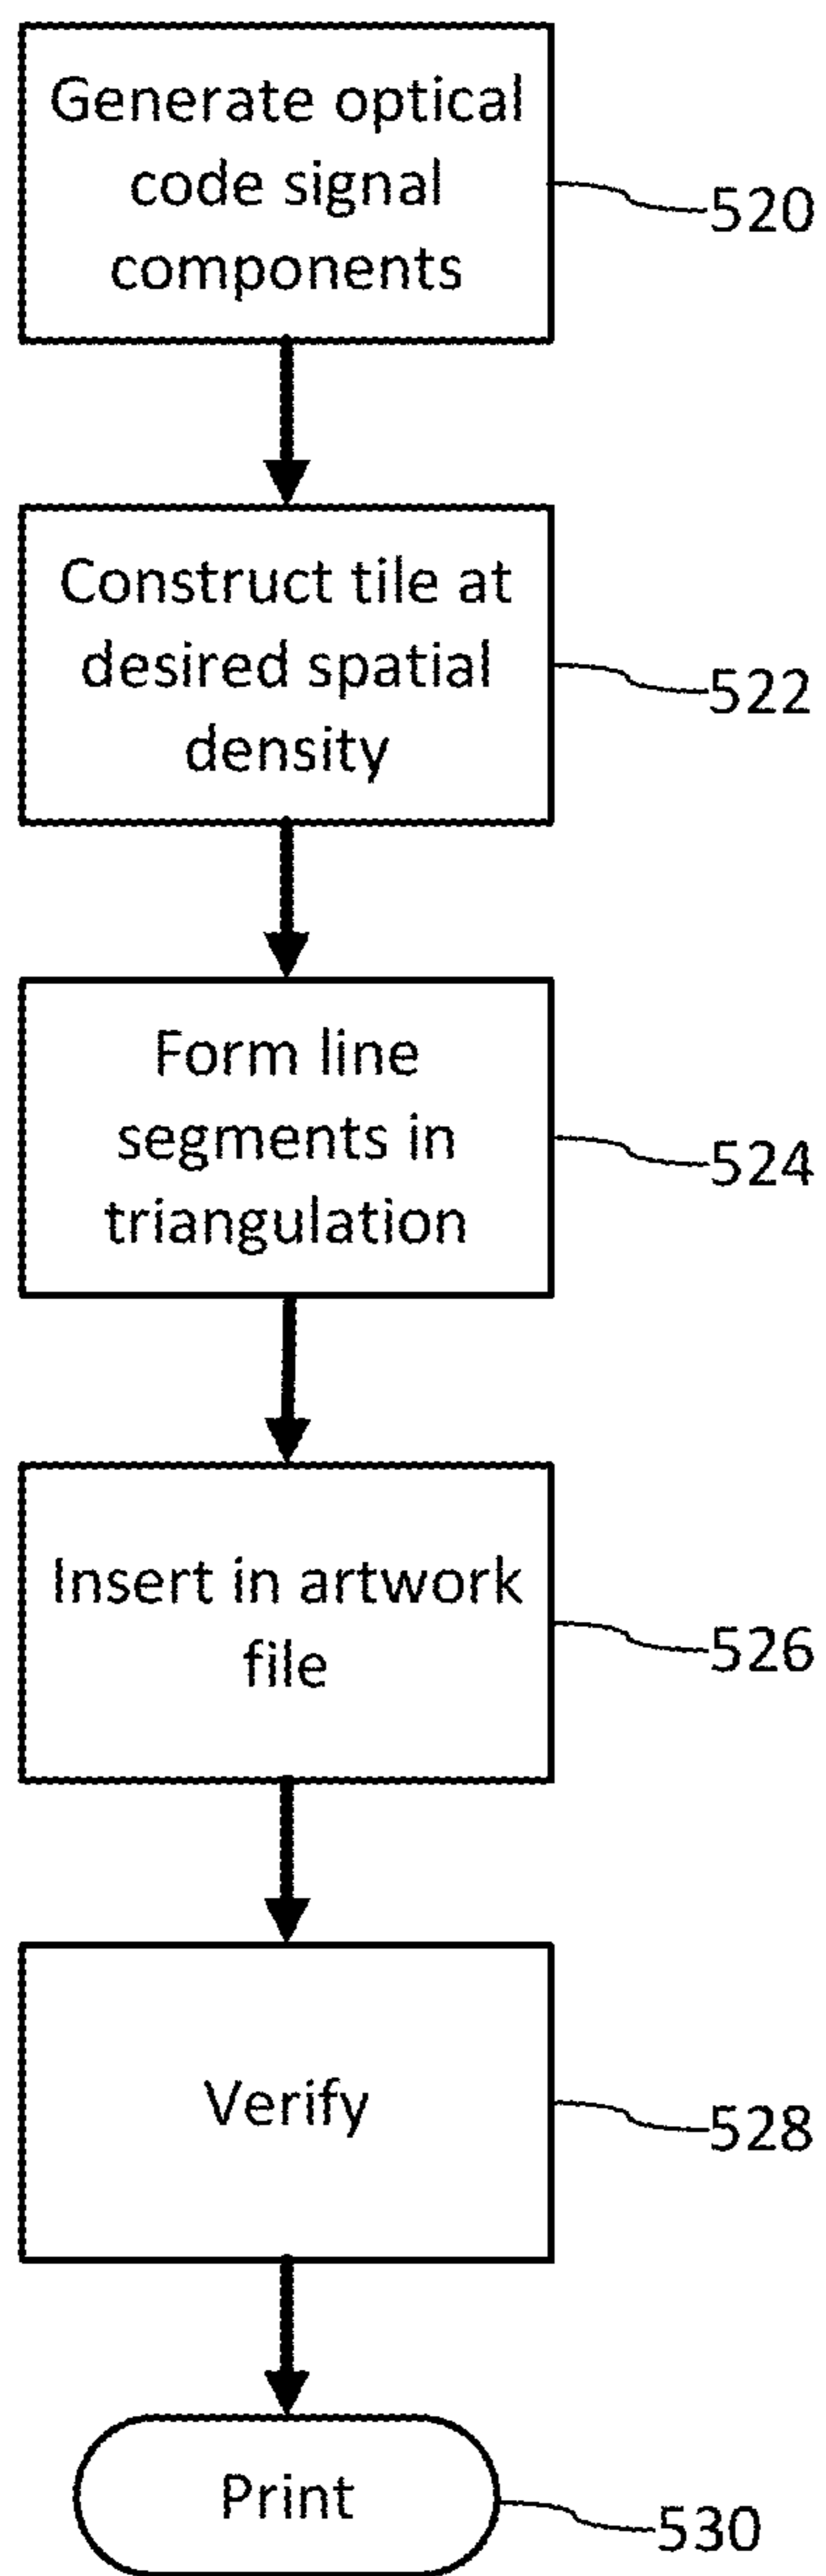 Generate optical
code signal
components
520
Construct tile at
desired spatial
density
522
Form line
segments in
triangulation
524
Insert in artwork
file
526
Verify
528
Print
530